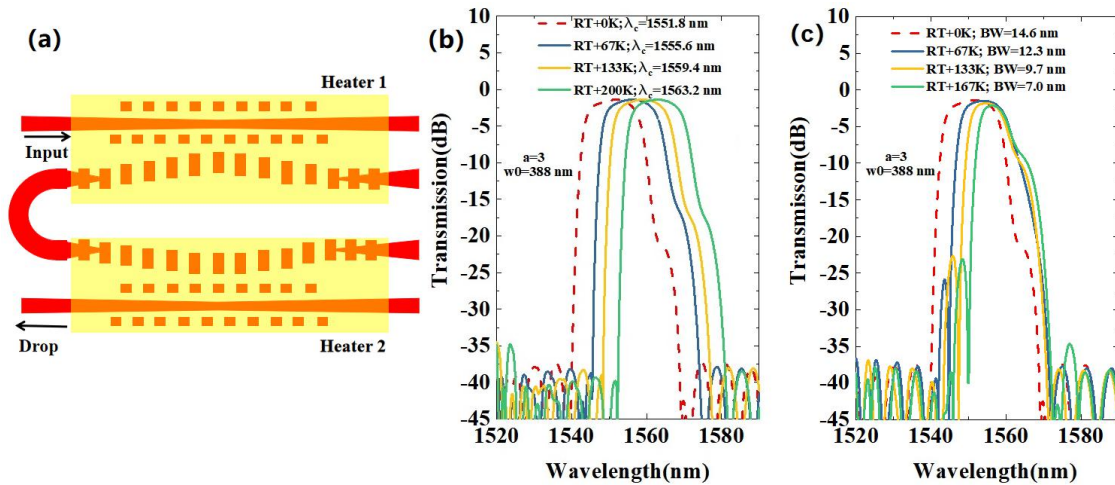 (a)
Heater 1
Input
Drop
Heater 2
(b)
RT+0K; λc=1551.8 nm
RT+67K; λc=1555.6 nm
RT+133K; λc=1559.4 nm
RT+200K; λc=1563.2 nm
a=3
w0=388 nm
Transmisson(dB)
10
5
0
-5
-10
-15
-20
-25
-30
-35
-40
-45
1520 1540 1560 1580
Wavelength(nm)
(c)
RT+0K; BW=14.6 nm
RT+67K; BW=12.3 nm
RT+133K; BW=9.7 nm
RT+167K; BW=7.0 nm
a=3
w0=388 nm
Transmisson(dB)
10
5
0
-5
-10
-15
-20
-25
-30
-35
-40
-45
1520 1540 1560 1580
Wavelength(nm)